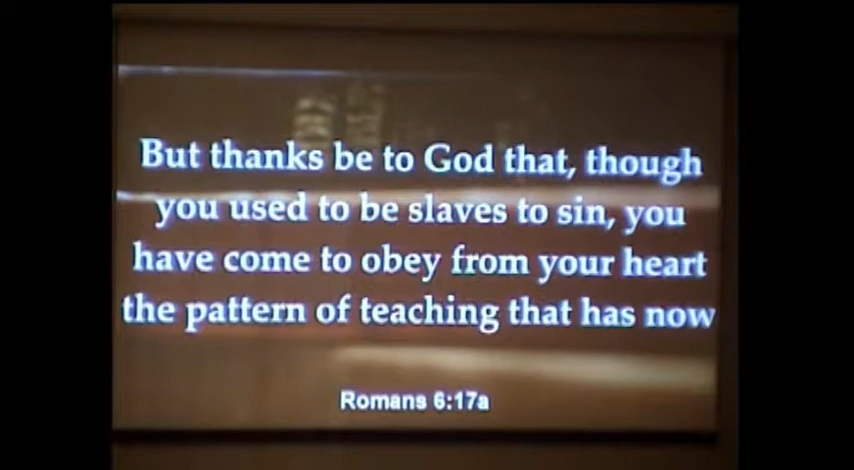 But thanks be to God that, though
you used to be slaves to sin, you
have come to obey from your heart
the pattern of teaching that has now
Romans 6:17a